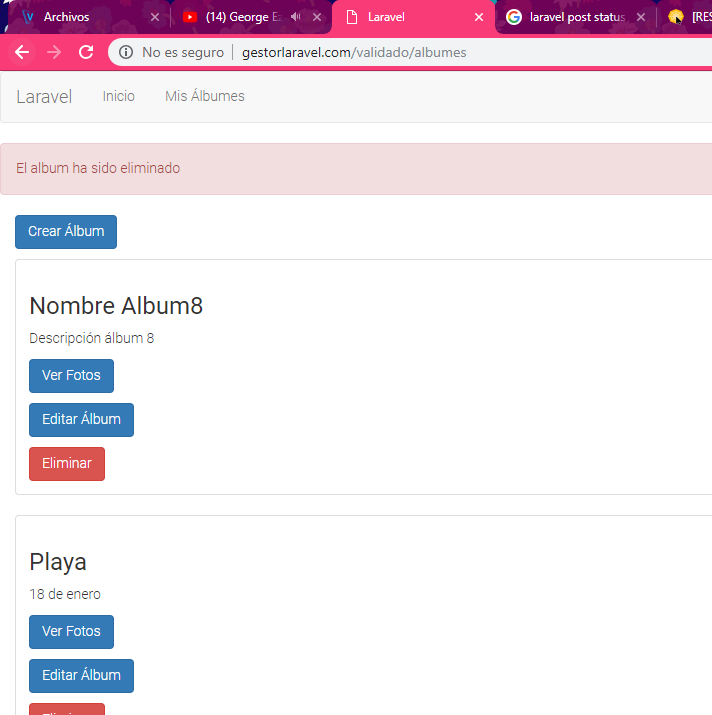 Archivos
(14) George Ez
Laravel
laravel post status
[RES
No es seguro | gestorlaravel.com/validado/albumes
Laravel Inicio Mis Álbumes
El album ha sido eliminado
Crear Álbum
Nombre Album8
Descripción álbum 8
Ver Fotos
Editar Álbum
Eliminar
Playa
18 de enero
Ver Fotos
Editar Álbum
Eliminar